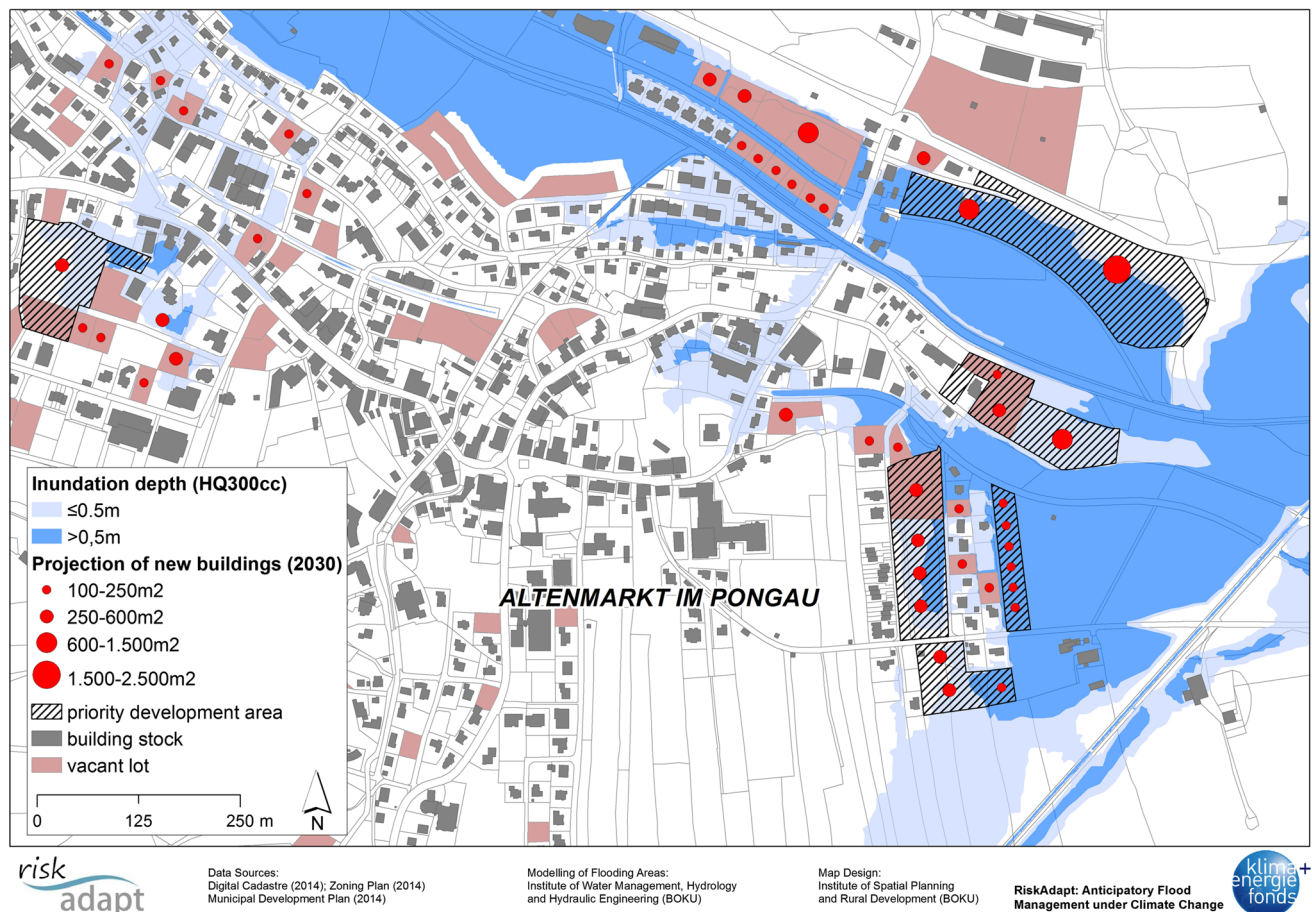 ALTENMARKT IM PONGAU
Inundation depth (HQ300cc)
≤0.5m
>0,5m
Projection of new buildings (2030)
100-250m2
250-600m2
600-1.500m2
1.500-2.500m2
priority development area
building stock
vacant lot
0 125 250 m
N
risk
adapt
Data Sources:
Digital Cadastre (2014); Zoning Plan (2014)
Municipal Development Plan (2014)
Modelling of Flooding Areas:
Institute of Water Management, Hydrology
and Hydraulic Engineering (BOKU)
Map Design:
Institute of Spatial Planning
and Rural Development (BOKU)
RiskAdapt: Anticipatory Flood
Management under Climate Change
klima+
energie
fonds